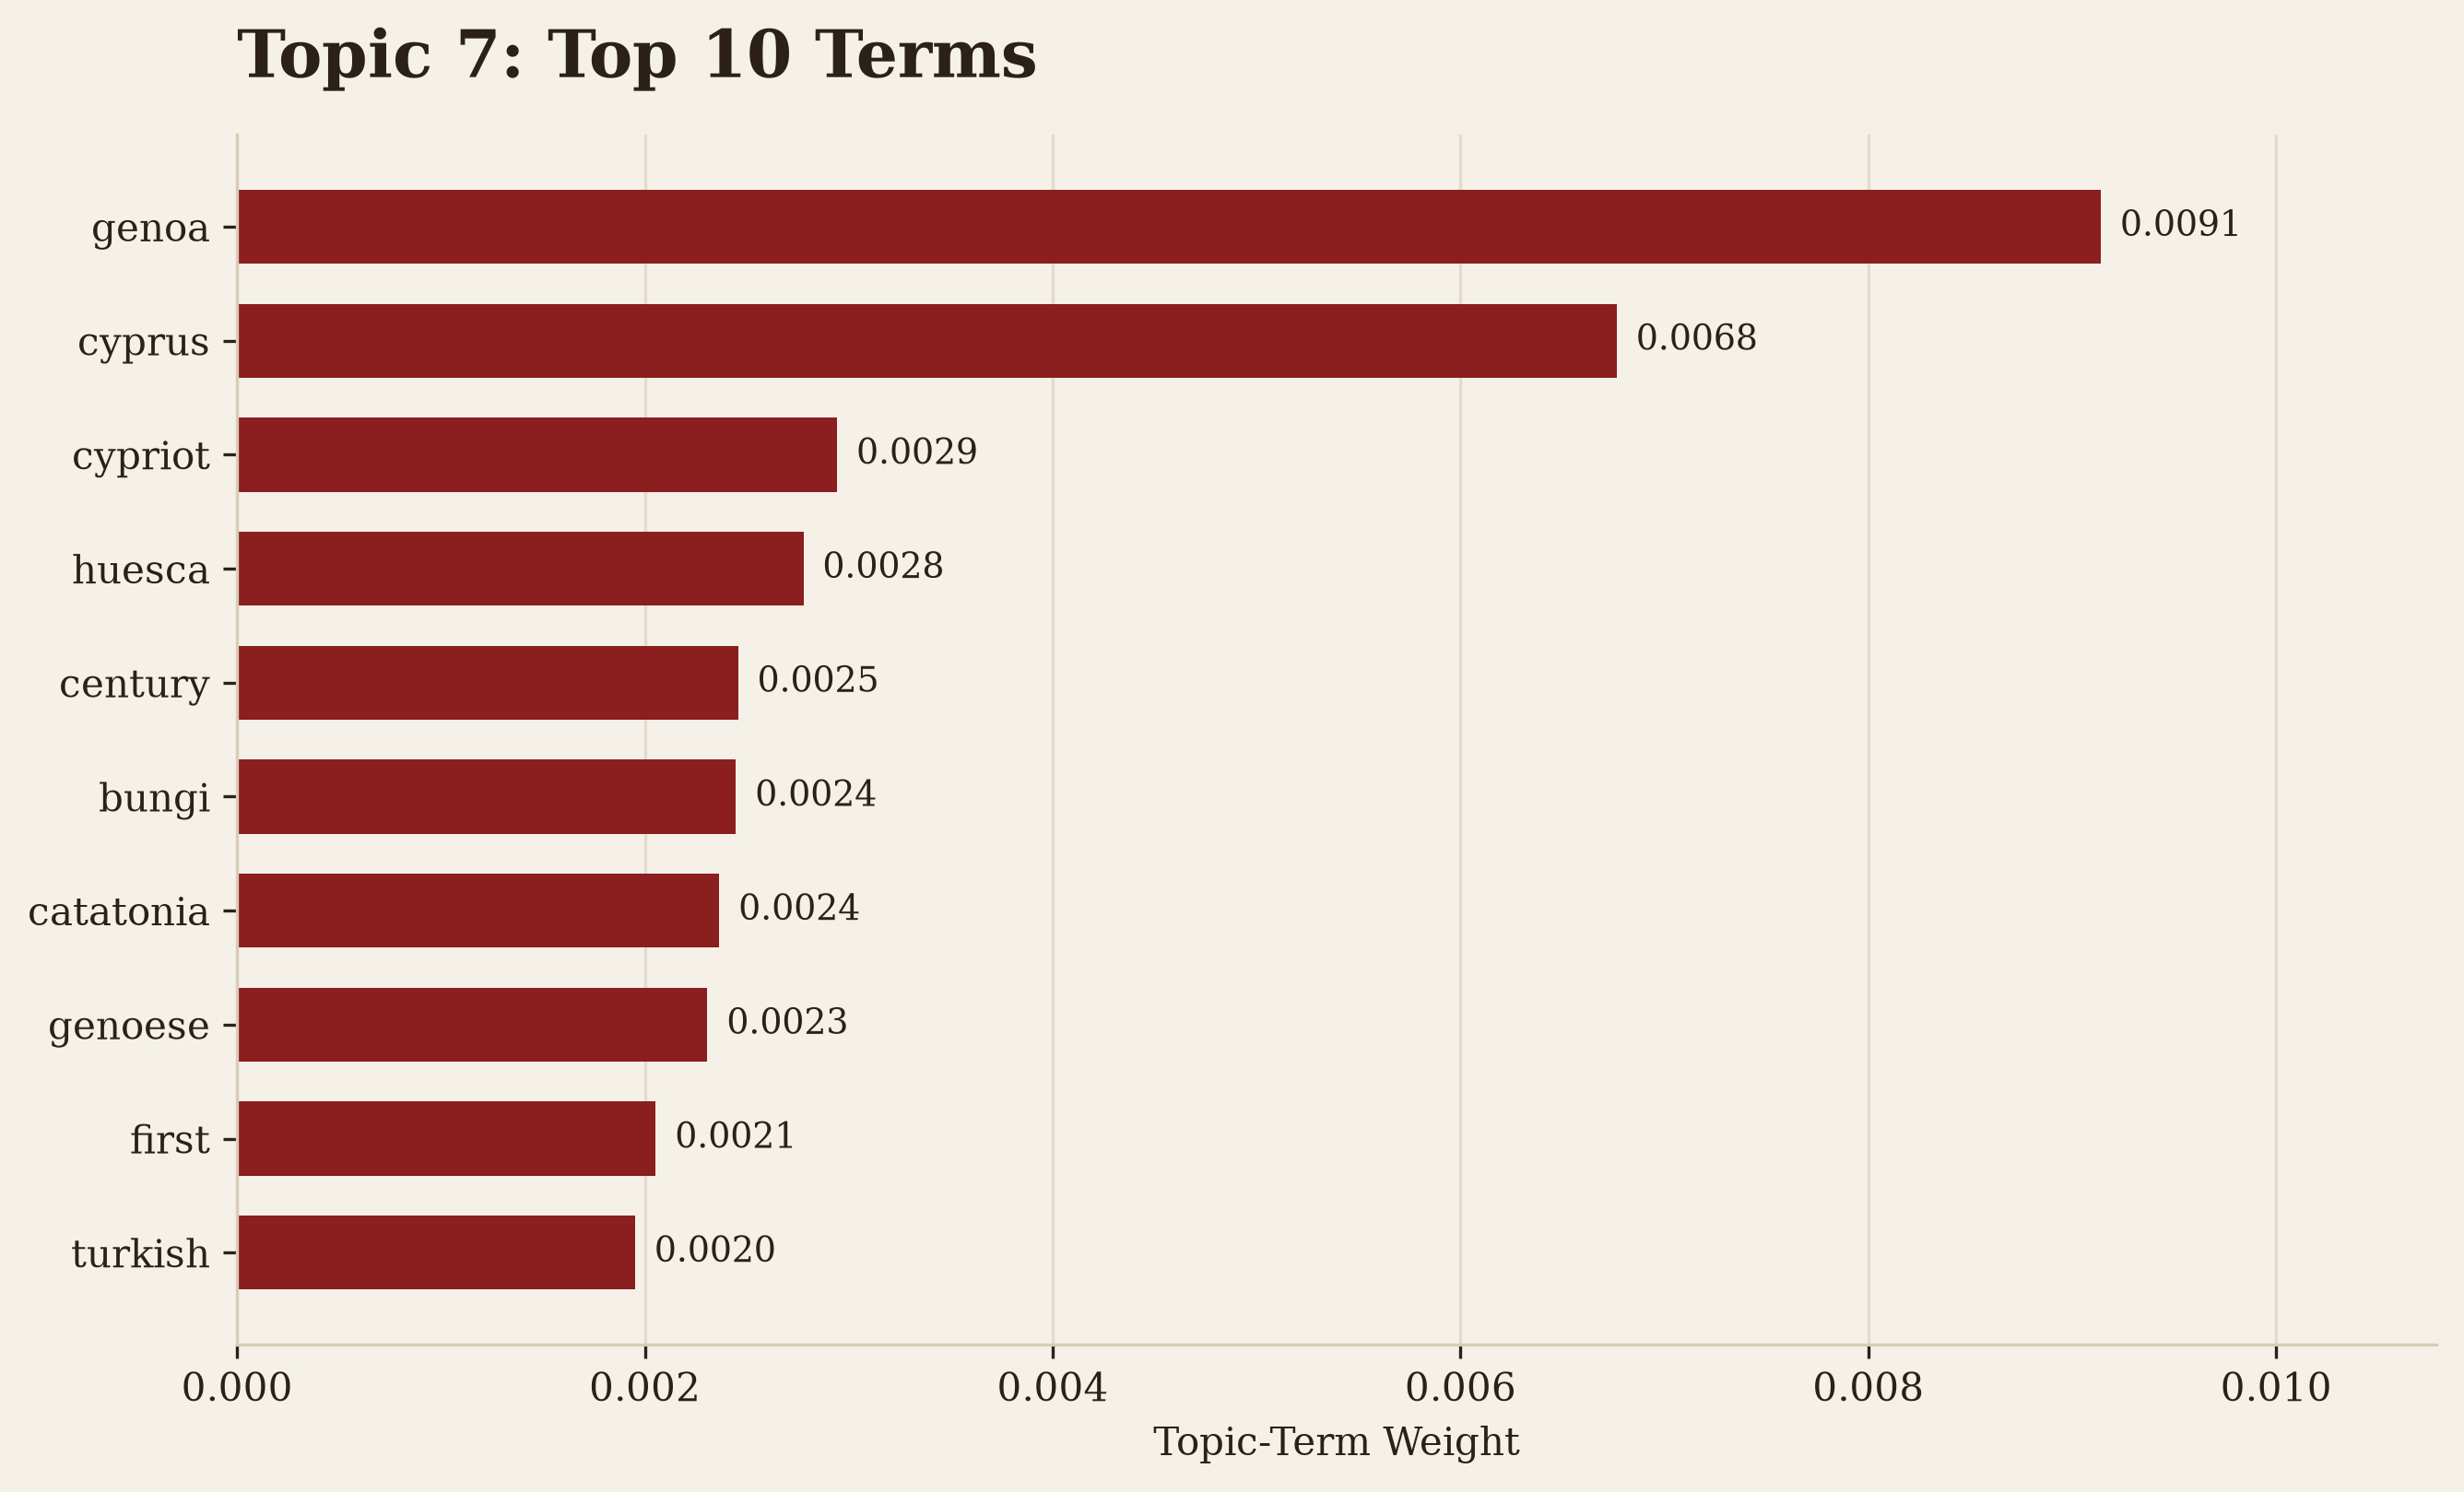 Topic 7: Top 10 Terms
genoa 0.0091
cyprus 0.0068
cypriot 0.0029
huesca 0.0028
century 0.0025
bungi 0.0024
catatonia 0.0024
genoese 0.0023
first 0.0021
turkish 0.0020
0.000 0.002 0.004 0.006 0.008 0.010
Topic-Term Weight